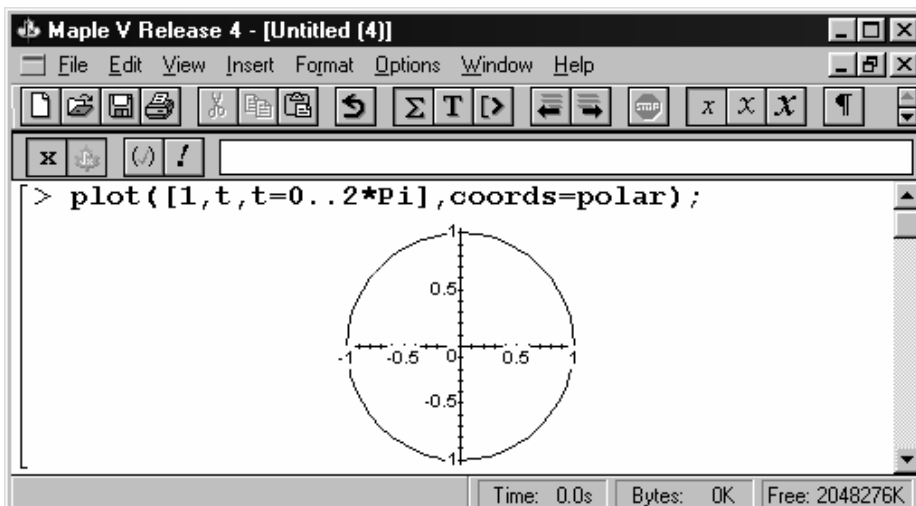 Maple V Release 4 - [Untitled (4)]
File Edit View Insert Format Options Window Help
Σ T [> STOP x x x ¶
x (√) !
> plot([1,t,t=0..2*Pi],coords=polar);
1
0.5
-1 -0.5 0 0.5 1
-0.5
-1
Time: 0.0s Bytes: 0K Free: 2048276K